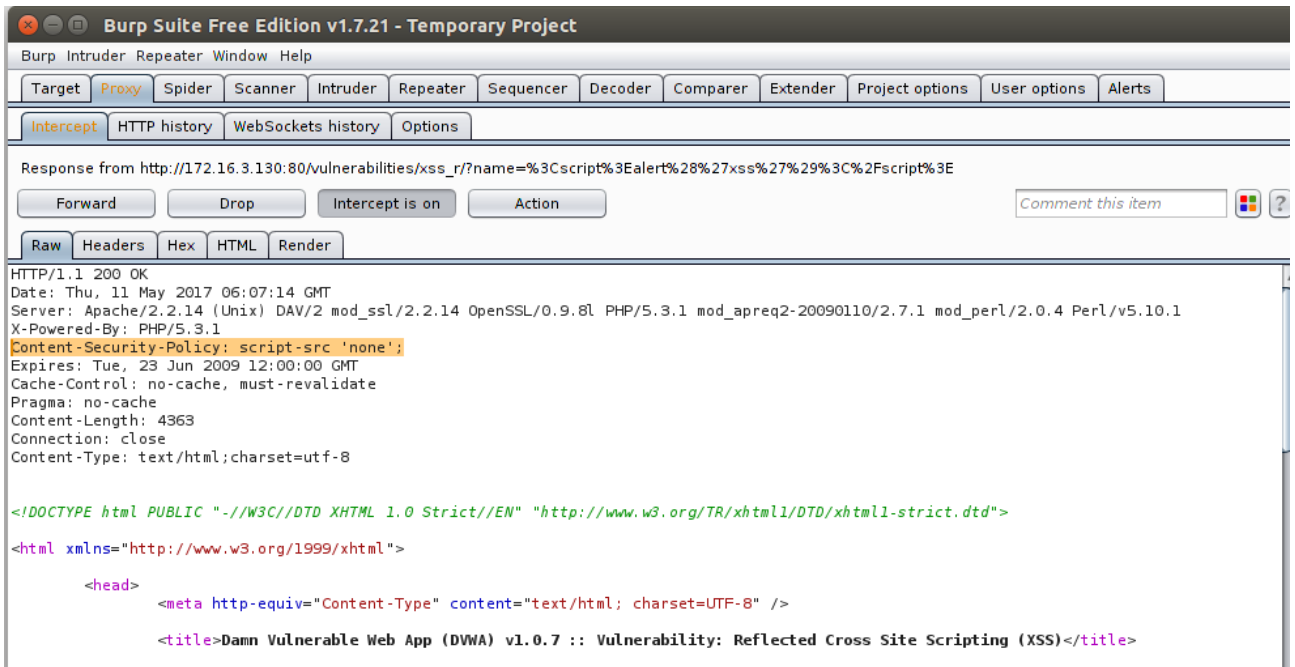 Burp Suite Free Edition v1.7.21 - Temporary Project
Burp Intruder Repeater Window Help
Target Proxy Spider Scanner Intruder Repeater Sequencer Decoder Comparer Extender Project options User options Alerts
Intercept HTTP history WebSockets history Options
Response from http://172.16.3.130:80/vulnerabilities/xss_r/?name=%3Cscript%3Ealert%28%27xss%27%29%3C%2Fscript%3E
Forward Drop Intercept is on Action Comment this item ?
Raw Headers Hex HTML Render
HTTP/1.1 200 OK
Date: Thu, 11 May 2017 06:07:14 GMT
Server: Apache/2.2.14 (Unix) DAV/2 mod_ssl/2.2.14 OpenSSL/0.9.8l PHP/5.3.1 mod_apreq2-20090110/2.7.1 mod_perl/2.0.4 Perl/v5.10.1
X-Powered-By: PHP/5.3.1
Content-Security-Policy: script-src 'none';
Expires: Tue, 23 Jun 2009 12:00:00 GMT
Cache-Control: no-cache, must-revalidate
Pragma: no-cache
Content-Length: 4363
Connection: close
Content-Type: text/html;charset=utf-8
<!DOCTYPE html PUBLIC "-//W3C//DTD XHTML 1.0 Strict//EN" "http://www.w3.org/TR/xhtml1/DTD/xhtml1-strict.dtd">
<html xmlns="http://www.w3.org/1999/xhtml">
<head>
<meta http-equiv="Content-Type" content="text/html; charset=UTF-8" />
<title>Damn Vulnerable Web App (DVWA) v1.0.7 :: Vulnerability: Reflected Cross Site Scripting (XSS)</title>